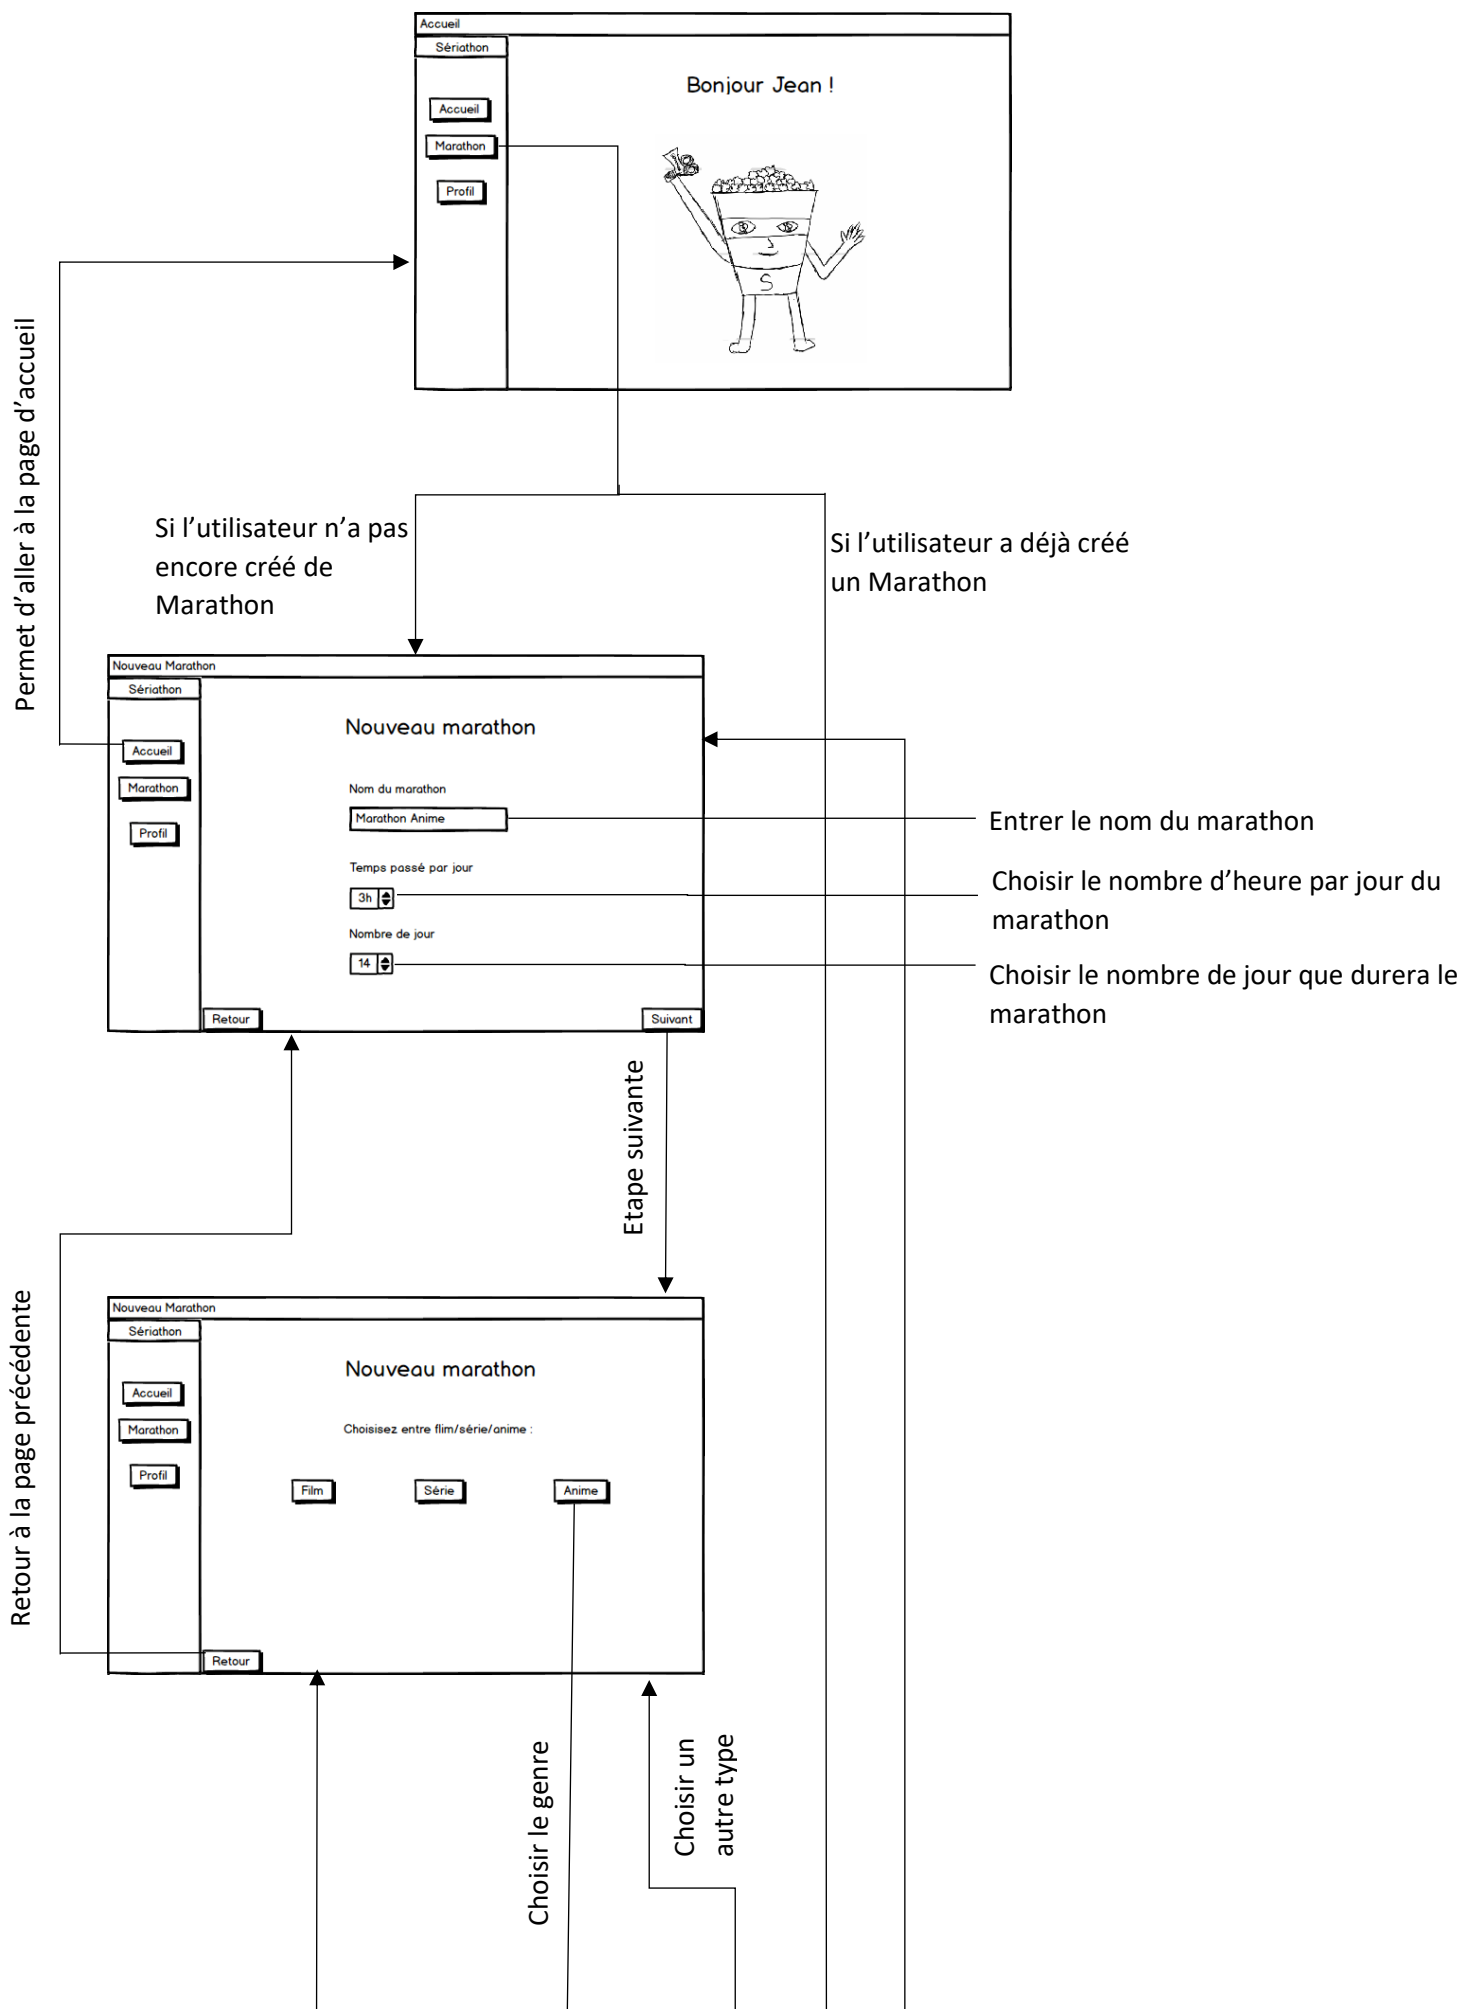 Accueil
Sériathon
Bonjour Jean !
Accueil
Marathon
Profil
S
Permet d'aller à la page d'accueil
Si l'utilisateur n'a pas
encore créé de
Marathon
Si l'utilisateur a déjà créé
un Marathon
Nouveau Marathon
Sériathon
Nouveau marathon
Accueil
Marathon
Profil
Nom du marathon
Marathon Anime
Entrer le nom du marathon
Temps passé par jour
3h
Choisir le nombre d'heure par jour du
marathon
Nombre de jour
14
Choisir le nombre de jour que durera le
marathon
Retour
Suivant
Etape suivante
Retour à la page précédente
Nouveau Marathon
Sériathon
Nouveau marathon
Accueil
Marathon
Profil
Choisisez entre flim/série/anime :
Film
Série
Anime
Retour
Choisir le genre
Choisir un
autre type